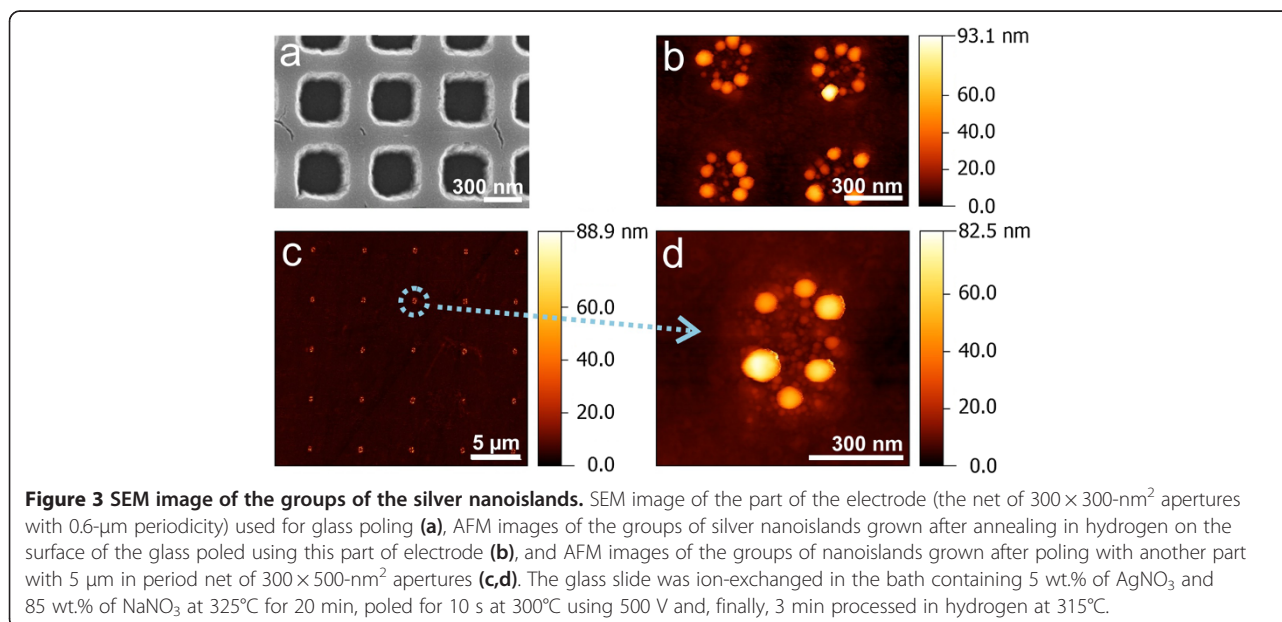 a
300 nm
b
300 nm
93.1 nm
60.0
40.0
20.0
0.0
c
5 µm
88.9 nm
60.0
40.0
20.0
0.0
d
300 nm
82.5 nm
60.0
40.0
20.0
0.0
Figure 3 SEM image of the groups of the silver nanoislands. SEM image of the part of the electrode (the net of 300 × 300-nm² apertures
with 0.6-µm periodicity) used for glass poling (a), AFM images of the groups of silver nanoislands grown after annealing in hydrogen on the
surface of the glass poled using this part of electrode (b), and AFM images of the groups of nanoislands grown after poling with another part
with 5 µm in period net of 300 × 500-nm² apertures (c,d). The glass slide was ion-exchanged in the bath containing 5 wt.% of AgNO₃ and
85 wt.% of NaNO₃ at 325°C for 20 min, poled for 10 s at 300°C using 500 V and, finally, 3 min processed in hydrogen at 315°C.